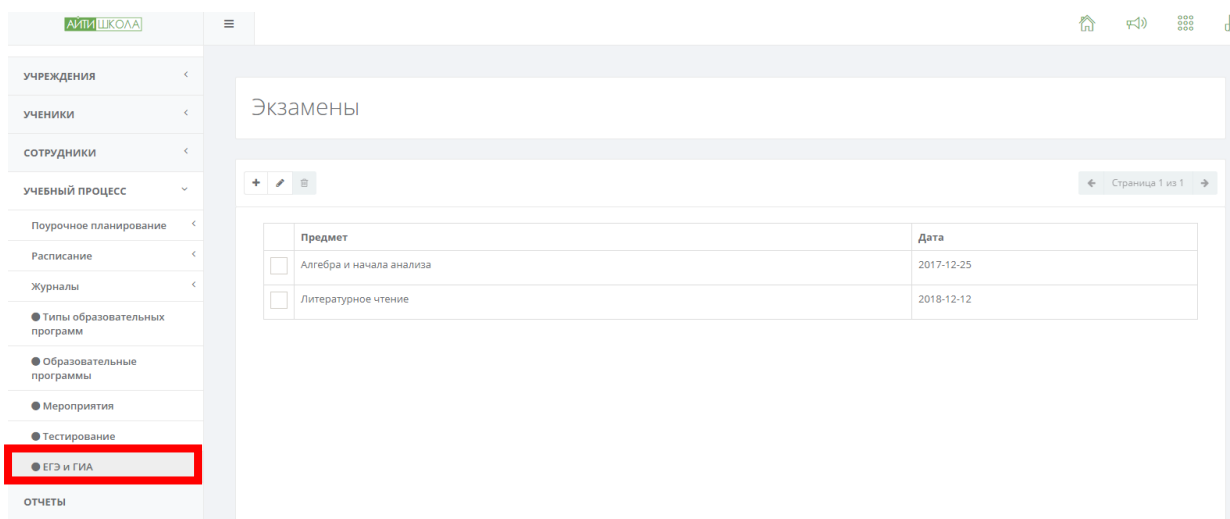 АЙТИ ШКОЛА
УЧРЕЖДЕНИЯ
УЧЕНИКИ
СОТРУДНИКИ
УЧЕБНЫЙ ПРОЦЕСС
Поурочное планирование
Расписание
Журналы
Типы образовательных
программ
Образовательные
программы
Мероприятия
Тестирование
ЕГЭ и ГИА
ОТЧЕТЫ
Экзамены
Страница 1 из 1
Предмет Дата
Алгебра и начала анализа 2017-12-25
Литературное чтение 2018-12-12